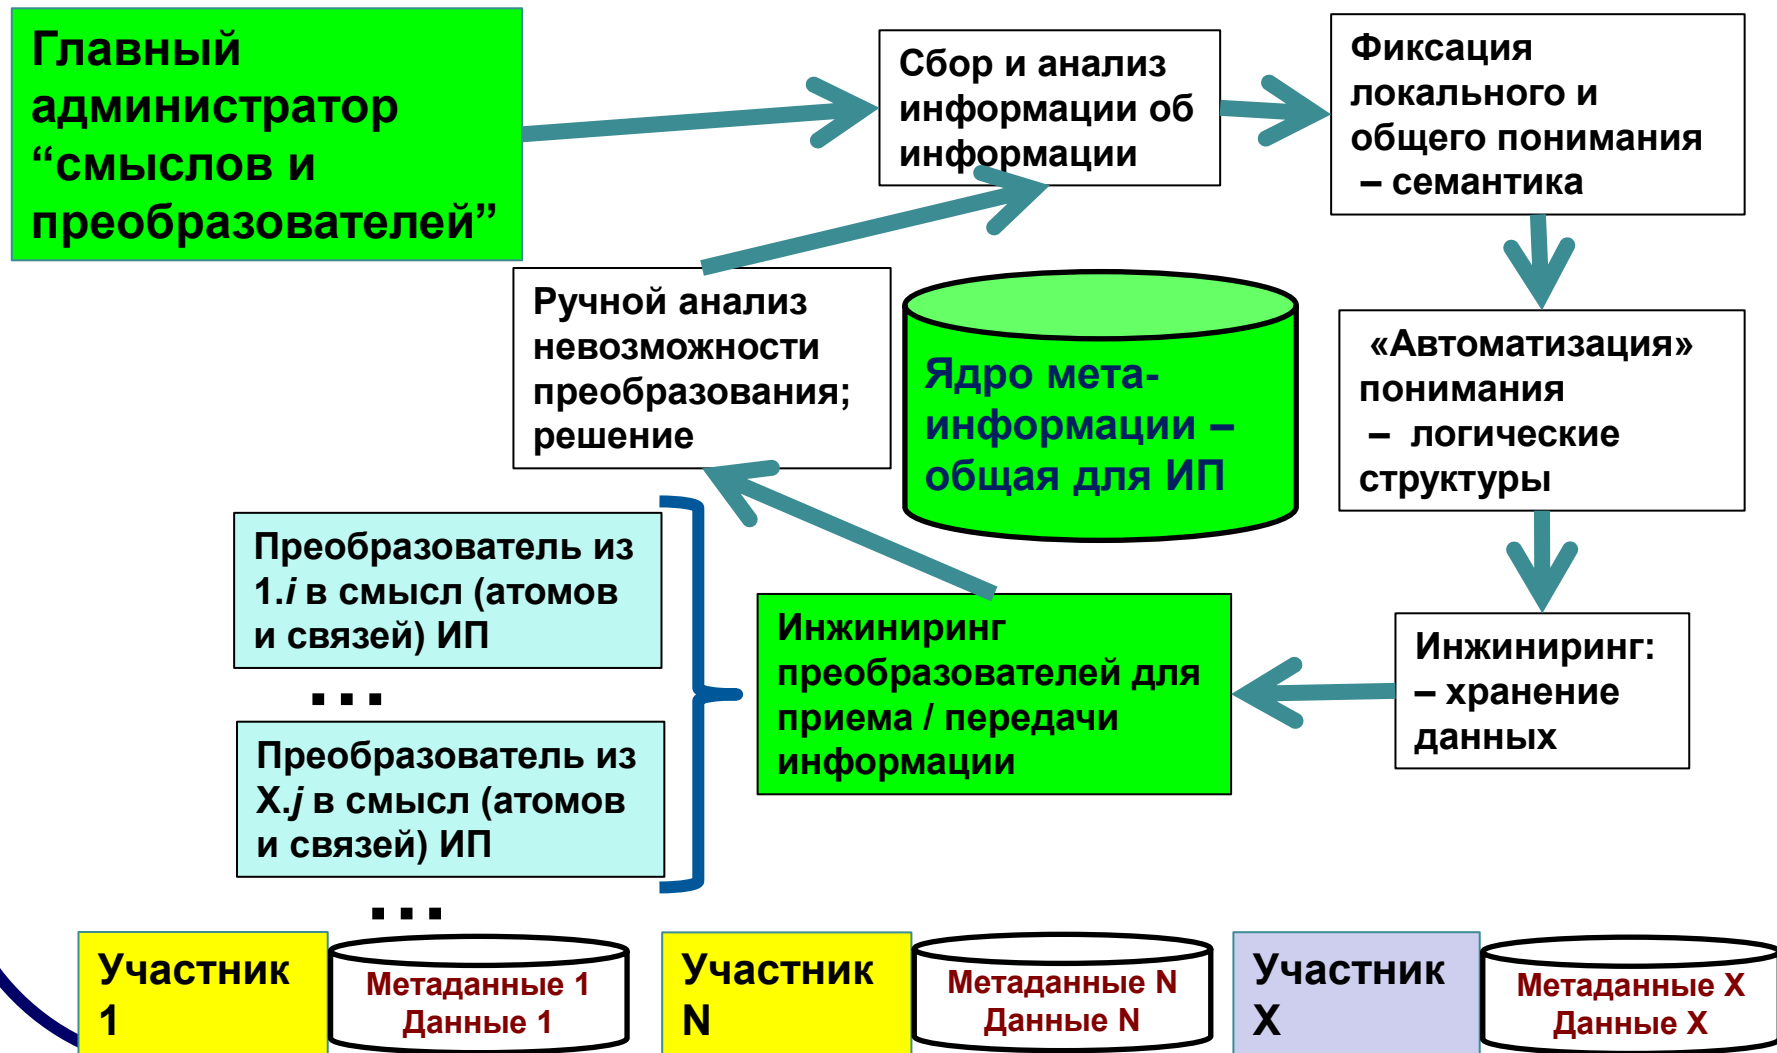 Главный
администратор
“смыслов и
преобразователей”
Сбор и анализ
информации об
информации
Фиксация
локального и
общего понимания
– семантика
Ручной анализ
невозможности
преобразования;
решение
Ядро мета-
информации –
общая для ИП
«Автоматизация»
понимания
– логические
структуры
Преобразователь из
1.i в смысл (атомов
и связей) ИП
...
Преобразователь из
X.j в смысл (атомов
и связей) ИП
...
Инжиниринг
преобразователей для
приема / передачи
информации
Инжиниринг:
– хранение
данных
Участник
1
Метаданные 1
Данные 1
Участник
N
Метаданные N
Данные N
Участник
X
Метаданные X
Данные X